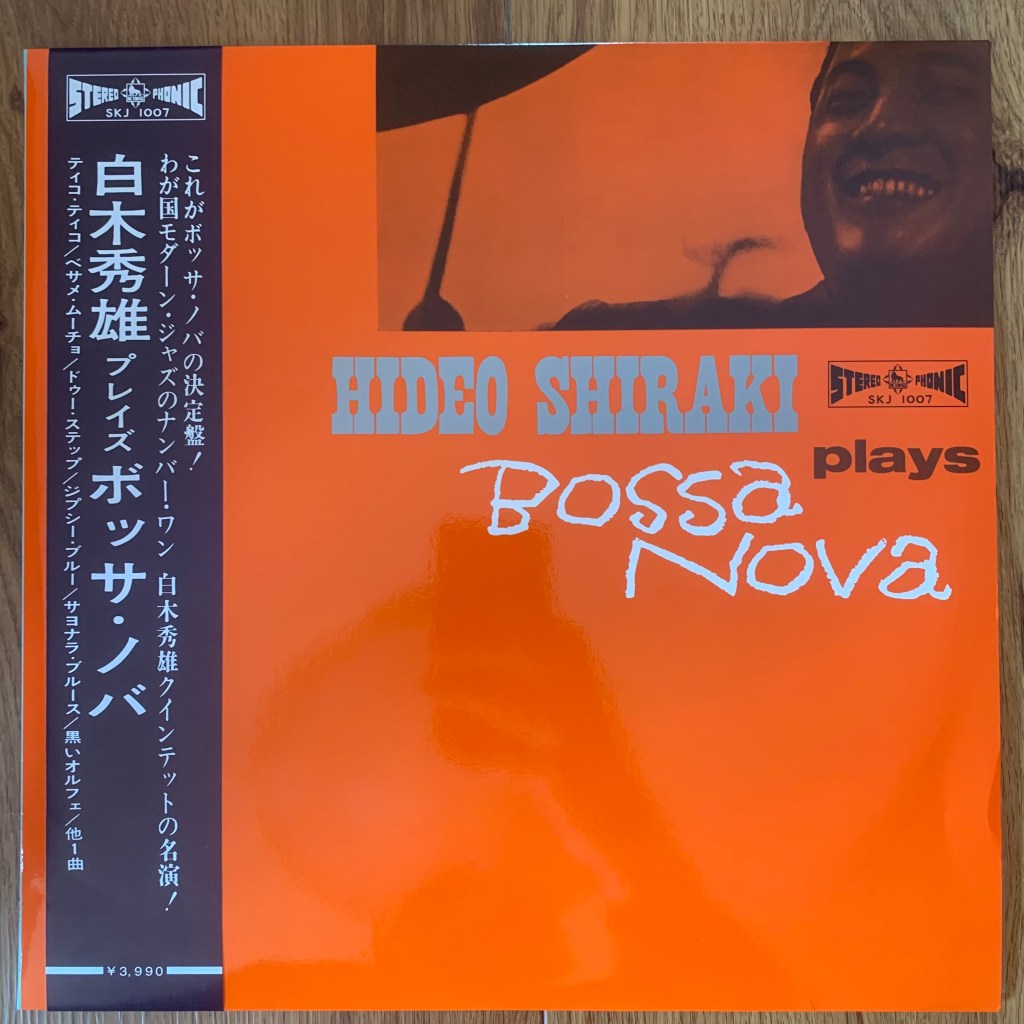 STEREO PHONIC
SKJ 1007
これがボッサ・ノバの決定盤!
わが国モダーン・ジャズのナンバー・ワン 白木秀雄クインテットの名演!
白木秀雄プレイズボッサ・ノバ
ティコ・ティコ/ベサメ・ムーチョ/ドゥー・ステップ/ジプシー・ブルー/サヨナラ・ブルース/黒いオルフェ/他1曲
¥3,990
HIDEO SHIRAKI
STEREO PHONIC
SKJ 1007
plays
Bossa
Nova